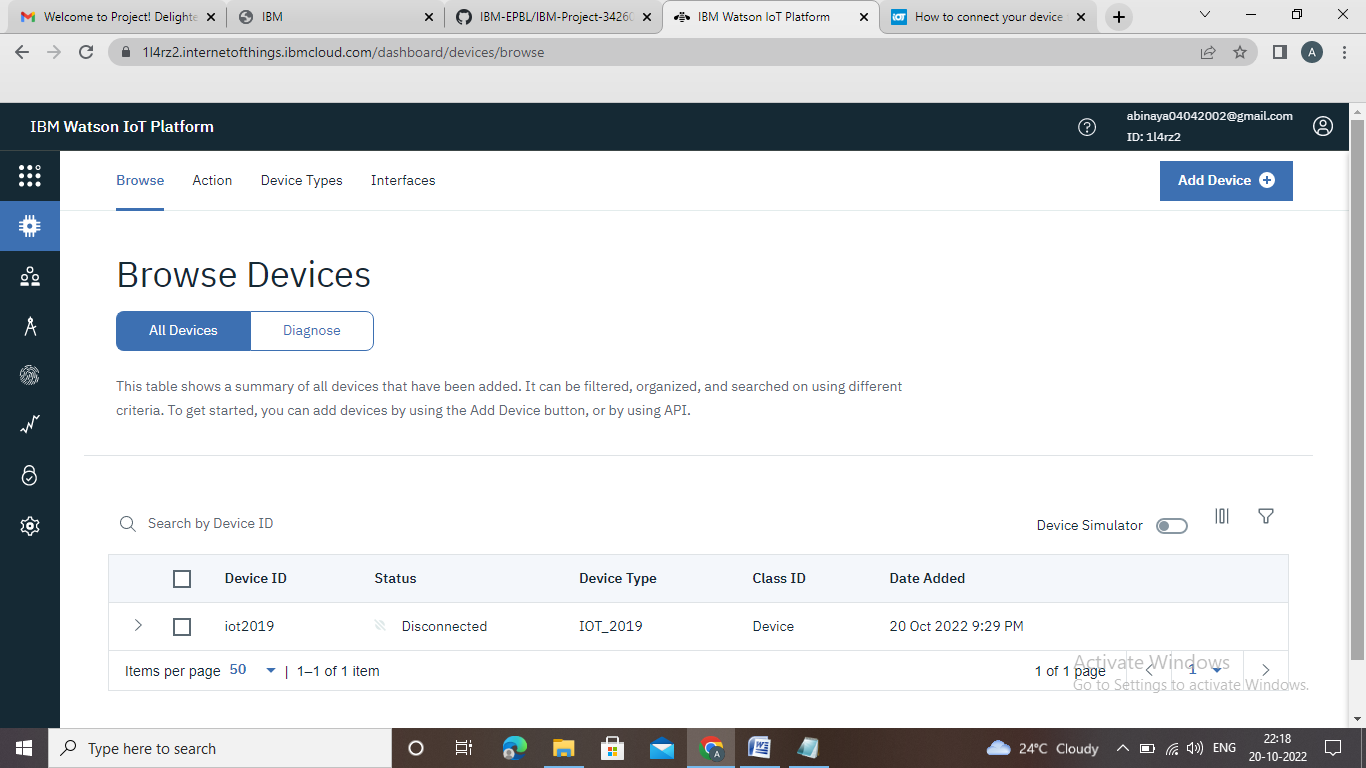 Welcome to Project! Delighte
IBM
IBM-EPBL/IBM-Project-3426
IBM Watson IoT Platform
How to connect your device
1l4rz2.internetofthings.ibmcloud.com/dashboard/devices/browse
A
IBM Watson IoT Platform
abinaya04042002@gmail.com
ID: 1l4rz2
Browse
Action
Device Types
Interfaces
Add Device
Browse Devices
All Devices
Diagnose
This table shows a summary of all devices that have been added. It can be filtered, organized, and searched on using different
criteria. To get started, you can add devices by using the Add Device button, or by using API.
Search by Device ID
Device Simulator
Device ID Status Device Type Class ID Date Added
iot2019 Disconnected IOT_2019 Device 20 Oct 2022 9:29 PM
Items per page 50 | 1–1 of 1 item
1 of 1 page 1
Activate Windows
Go to Settings to activate Windows.
Type here to search
24°C Cloudy
ENG
22:18
20-10-2022